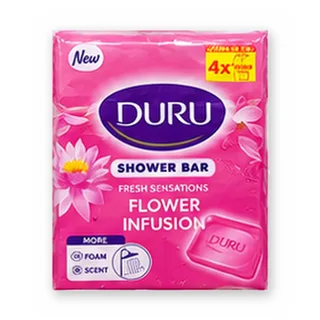 New
4x
DURU
SHOWER BAR
FRESH SENSATIONS
FLOWER
INFUSION
MORE
FOAM
SCENT
DURU